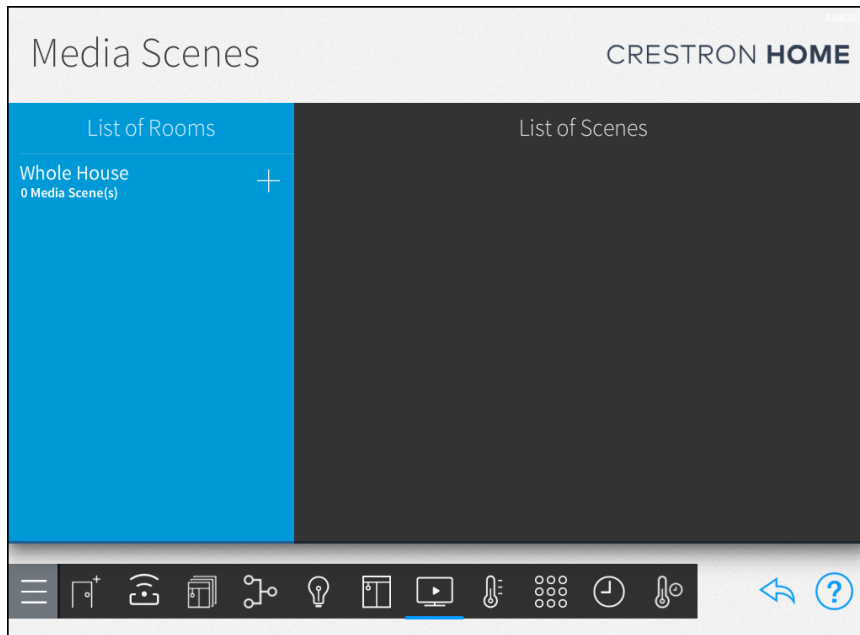 Media Scenes
CRESTRON HOME
List of Rooms
List of Scenes
Whole House
0 Media Scene(s)
?